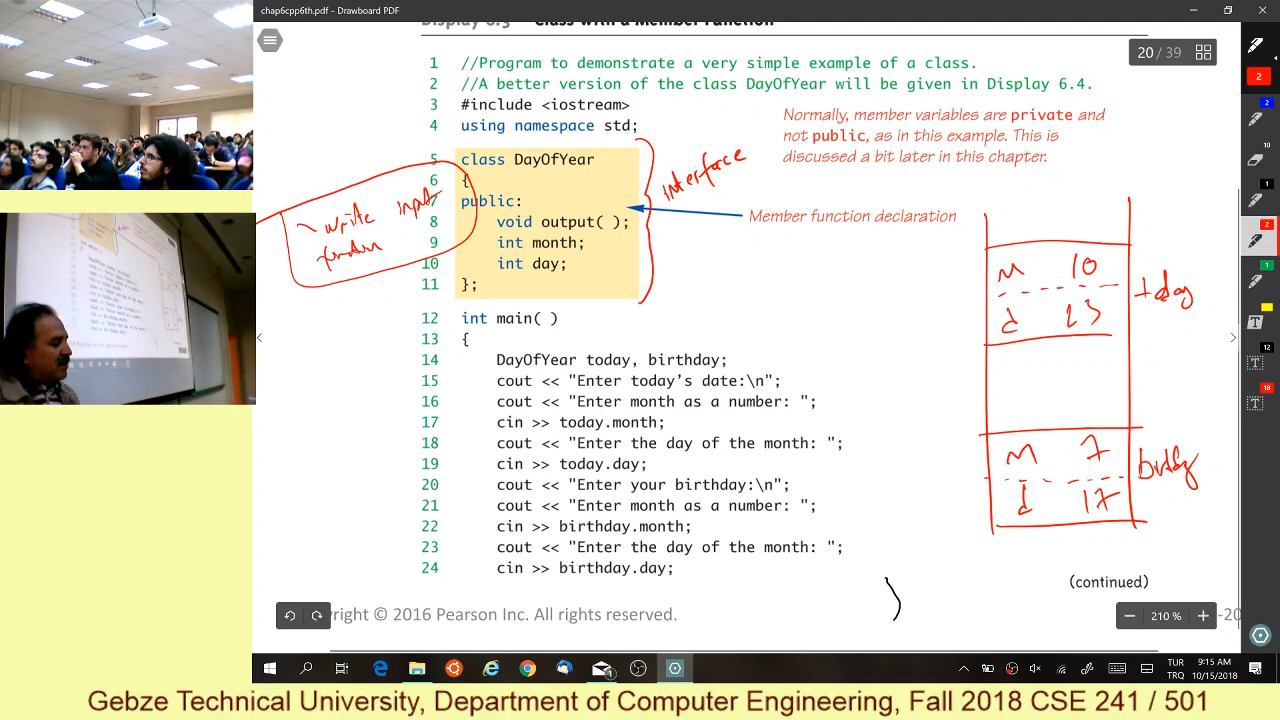 chap6cpp6th.pdf - Drawboard PDF
Class with a Member Function
20 / 39
1 //Program to demonstrate a very simple example of a class.
2 //A better version of the class DayOfYear will be given in Display 6.4.
3 #include <iostream>
4 using namespace std;
Normally, member variables are private and
not public, as in this example. This is
discussed a bit later in this chapter.
5 class DayOfYear
6 {
7 public:
8 void output( );
9 int month;
10 int day;
11 };
interface
Member function declaration
write input
function
12 int main( )
13 {
14 DayOfYear today, birthday;
15 cout << "Enter today’s date:\n";
16 cout << "Enter month as a number: ";
17 cin >> today.month;
18 cout << "Enter the day of the month: ";
19 cin >> today.day;
20 cout << "Enter your birthday:\n";
21 cout << "Enter month as a number: ";
22 cin >> birthday.month;
23 cout << "Enter the day of the month: ";
24 cin >> birthday.day;
M 10
d 23
M 7
d 17
(continued)
right © 2016 Pearson Inc. All rights reserved.
210 %
-20
2
2
1
2
1
12
18
TUR
TRQ
9:15 AM
10/15/2018
Gebze Technical University, Department of Computer Engineering, Fall 2018 CSE 241 / 501